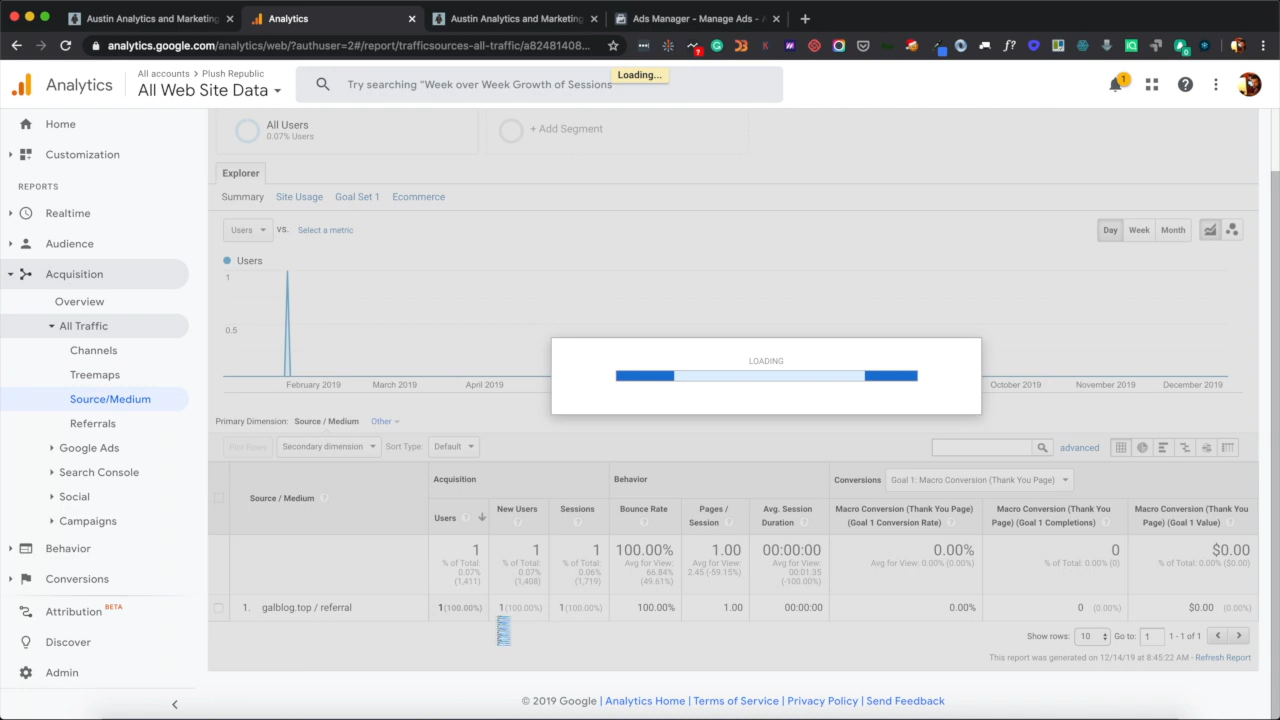 Austin Analytics and Marketing
Analytics
Austin Analytics and Marketing
Ads Manager - Manage Ads - A
analytics.google.com/analytics/web/?authuser=2#/report/trafficsources-all-traffic/a82481408...
Analytics
All accounts > Plush Republic
All Web Site Data
Try searching "Week over Week Growth of Sessions
Loading...
1
Home
Customization
REPORTS
Realtime
Audience
Acquisition
Overview
All Traffic
Channels
Treemaps
Source/Medium
Referrals
Google Ads
Search Console
Social
Campaigns
Behavior
Conversions
Attribution BETA
Discover
Admin
All Users
0.07% Users
+ Add Segment
Explorer
Summary Site Usage Goal Set 1 Ecommerce
Users VS. Select a metric
Day Week Month
Users
1
0.5
February 2019 March 2019 April 2019 October 2019 November 2019 December 2019
LOADING
Primary Dimension: Source / Medium Other
Plot Rows Secondary dimension Sort Type: Default advanced
Source / Medium
Acquisition Behavior Conversions Goal 1: Macro Conversion (Thank You Page)
Users New Users Sessions Bounce Rate Pages / Session Avg. Session Duration Macro Conversion (Thank You Page) (Goal 1 Conversion Rate) Macro Conversion (Thank You Page) (Goal 1 Completions) Macro Conversion (Thank You Page) (Goal 1 Value)
1 1 1 100.00% 1.00 00:00:00 0.00% 0 $0.00
% of Total: 0.07% (1,411) % of Total: 0.07% (1,408) % of Total: 0.06% (1,719) Avg for View: 66.84% (49.61%) Avg for View: 2.45 (-59.15%) Avg for View: 00:01:35 (-100.00%) Avg for View: 0.00% (0.00%) % of Total: 0.00% (0) % of Total: 0.00% ($0.00)
1. galblog.top / referral 1(100.00%) 1(100.00%) 1(100.00%) 100.00% 1.00 00:00:00 0.00% 0 (0.00%) $0.00 (0.00%)
Show rows: 10 Go to: 1 1 - 1 of 1
This report was generated on 12/14/19 at 8:45:22 AM - Refresh Report
© 2019 Google | Analytics Home | Terms of Service | Privacy Policy | Send Feedback